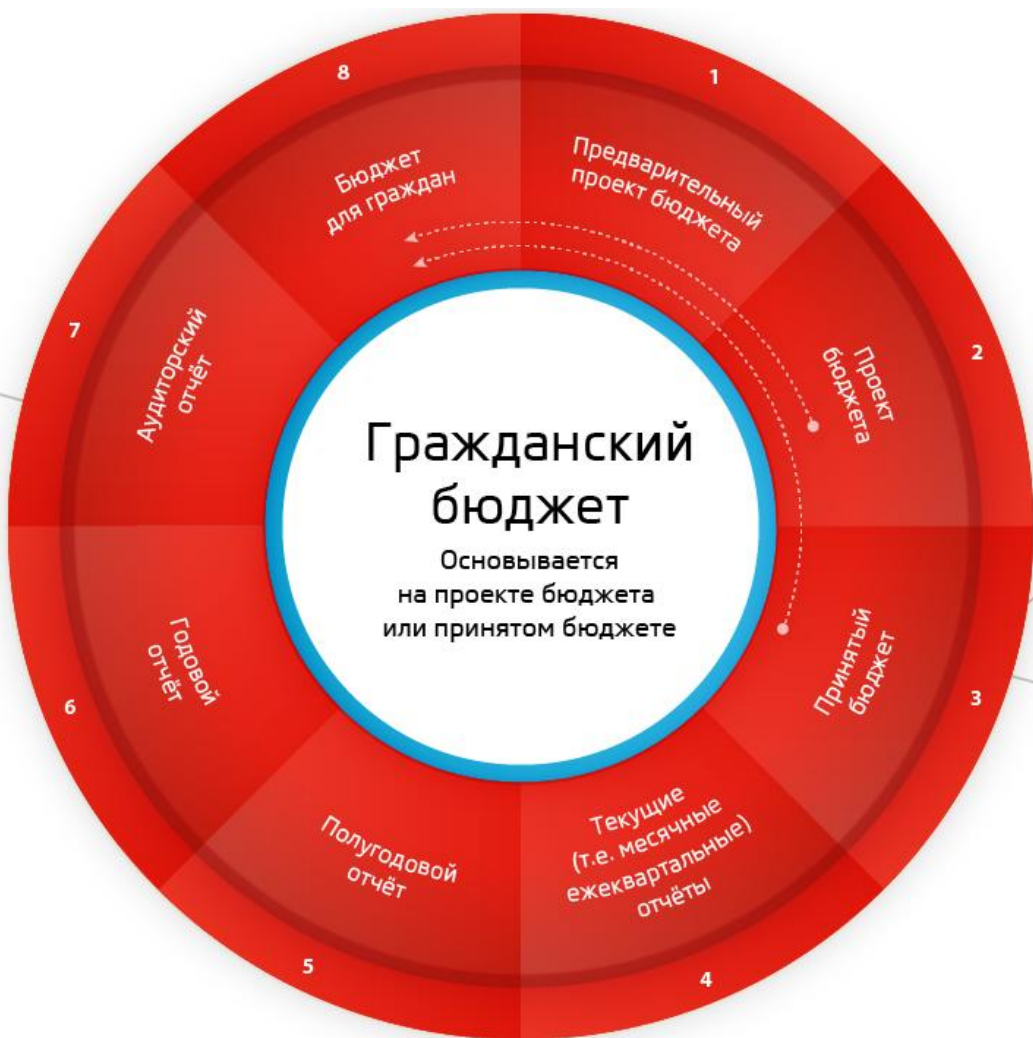 Гражданский
бюджет
Основывается
на проекте бюджета
или принятом бюджете
1
Предварительный
проект бюджета
2
Проект
бюджета
3
Принятый
бюджет
4
Текущие
(т.е. месячные
ежеквартальные)
отчёты
5
Полугодовой
отчёт
6
Годовой
отчёт
7
Аудиторский
отчёт
8
Бюджет
для граждан